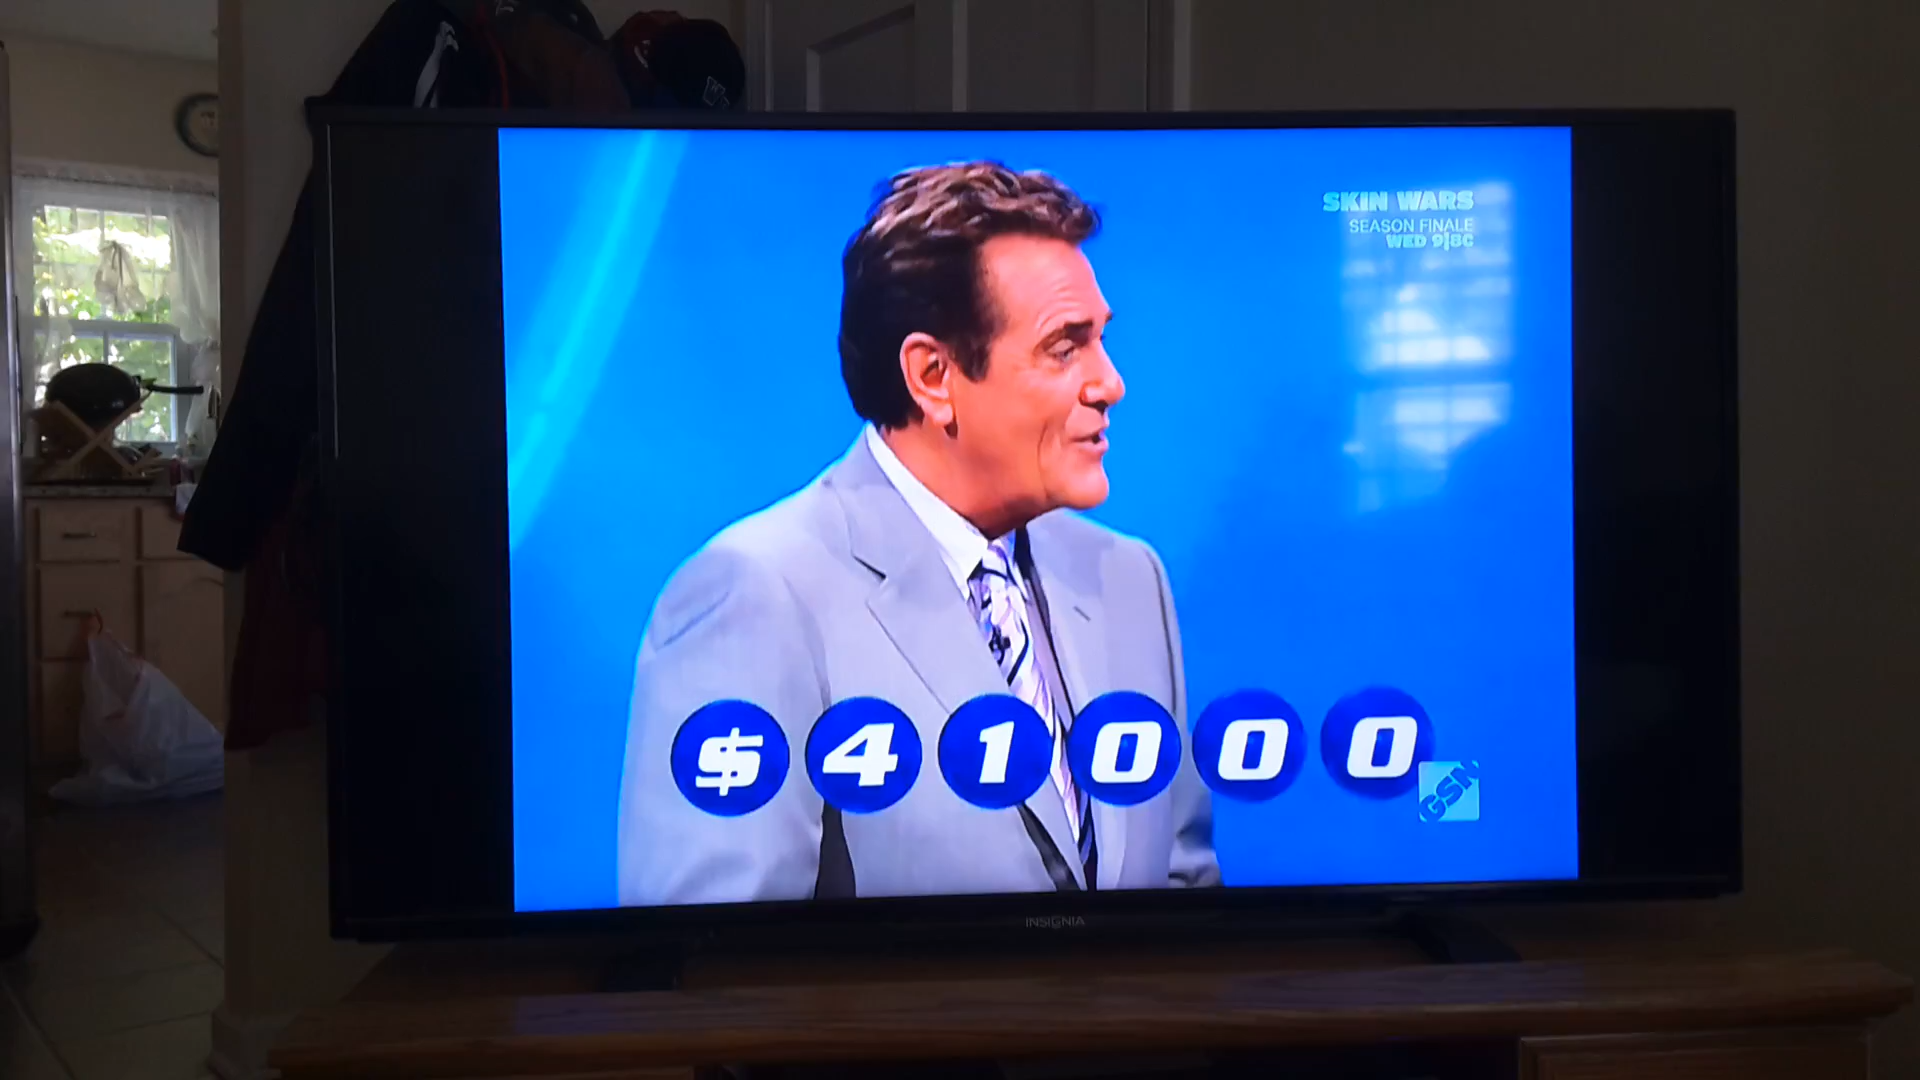 SKIN WARS
SEASON FINALE
WED 9|8C
$41000
GSN
INSIGNIA